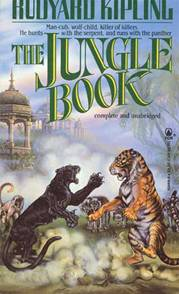 RUDYARD KIPLING
Man-cub, wolf child, killer of killers
He hunts—with the serpent, and runs with the panther
THE
JUNGLE
BOOK
complete and unabridged
TOR